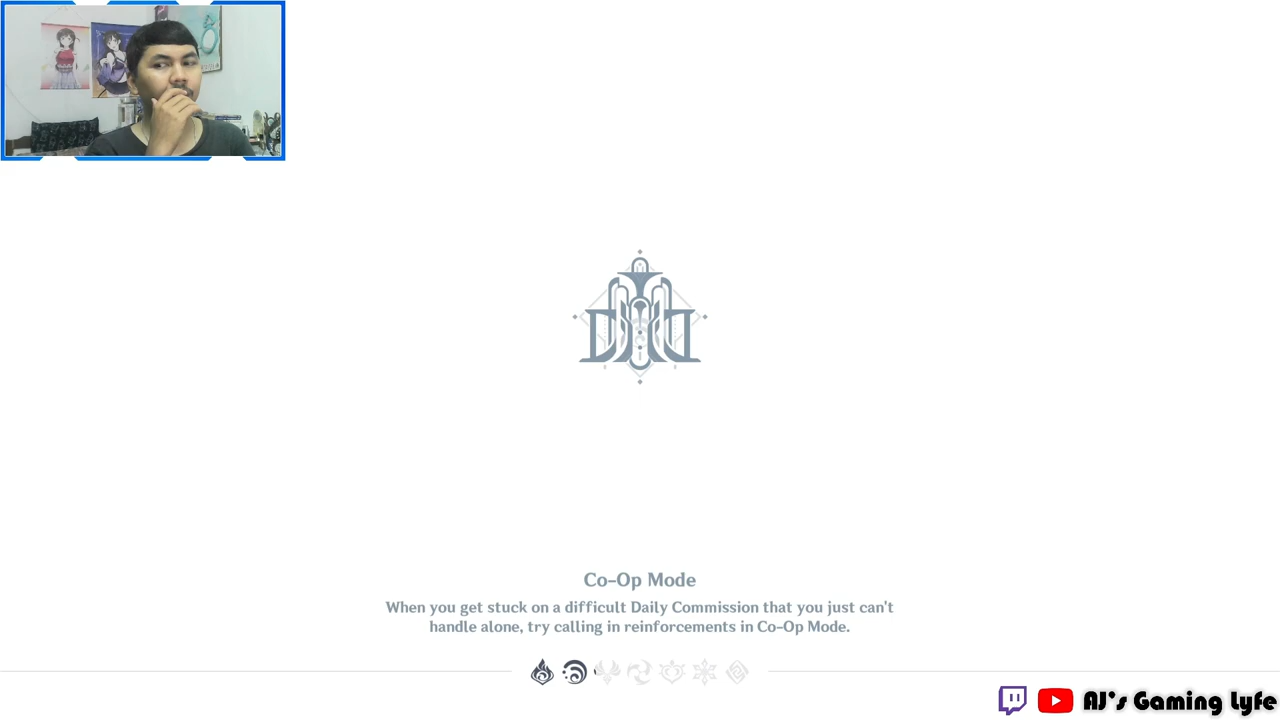 Co-Op Mode
When you get stuck on a difficult Daily Commission that you just can't
handle alone, try calling in reinforcements in Co-Op Mode.
AJ's Gaming Lyfe